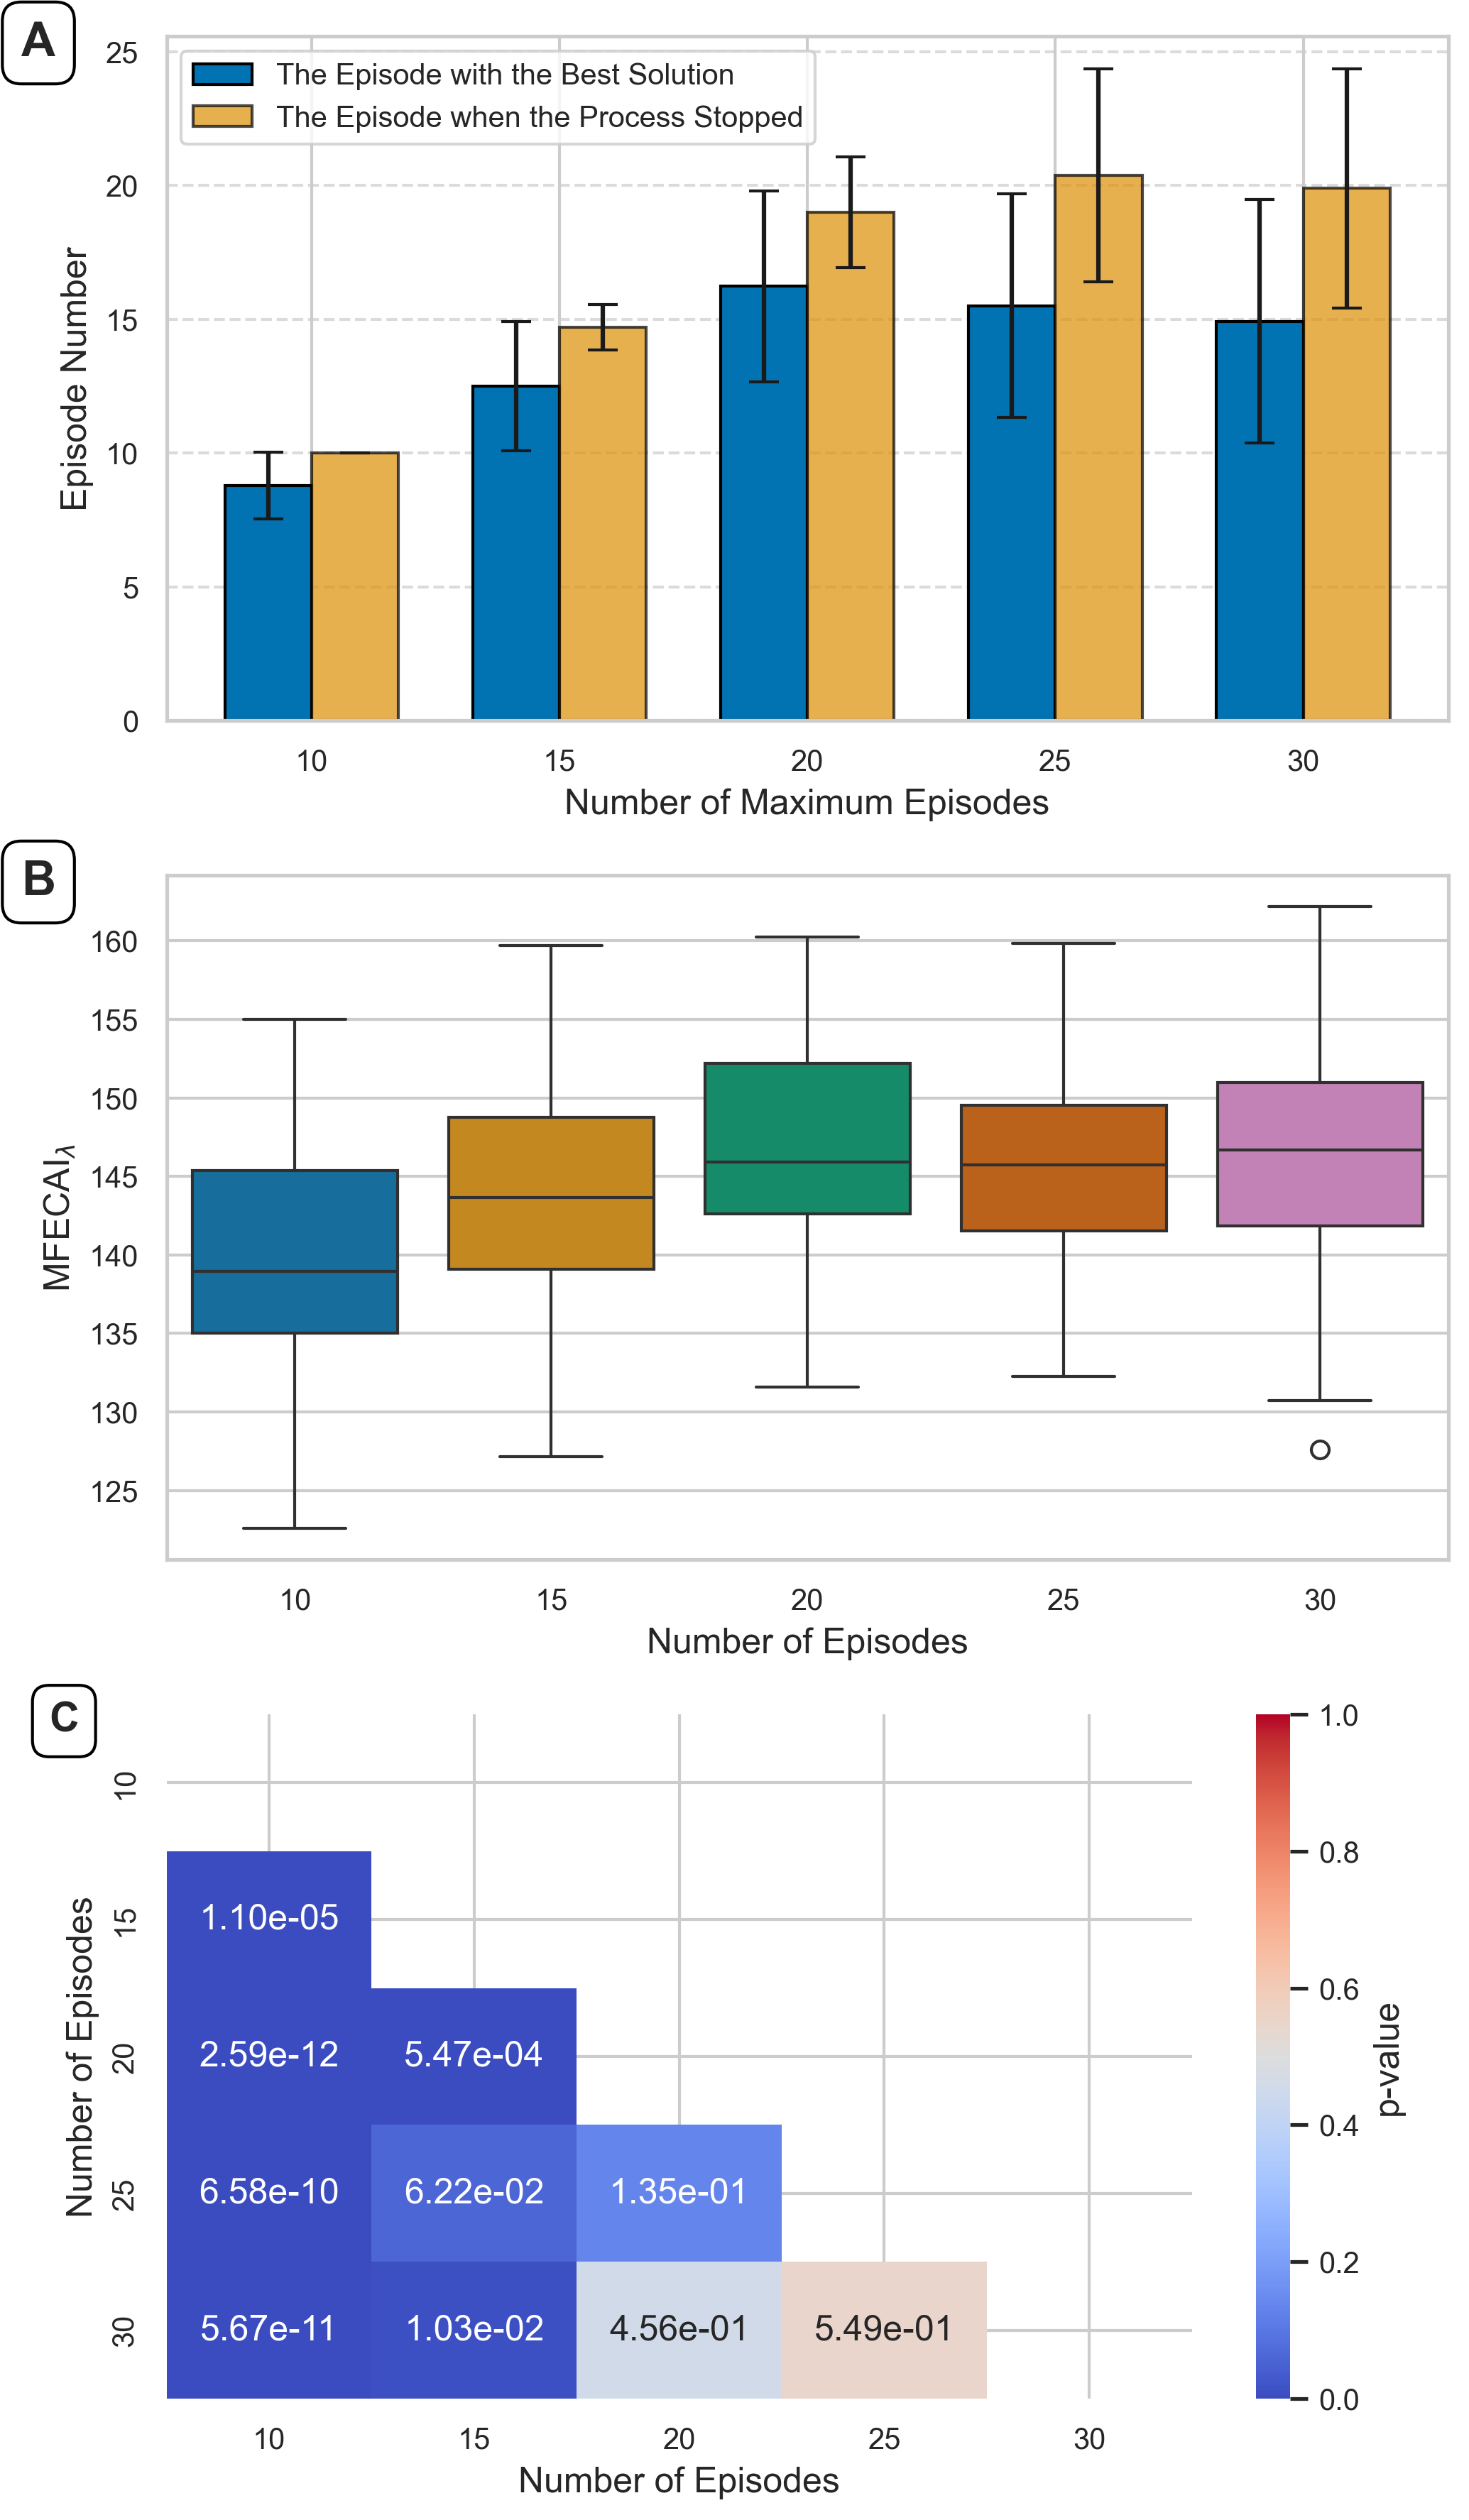 A
25
20
15
10
5
0
Episode Number
The Episode with the Best Solution
The Episode when the Process Stopped
10 15 20 25 30
Number of Maximum Episodes
B
160
155
150
145
140
135
130
125
MFECAIλ
10 15 20 25 30
Number of Episodes
C
10
15
20
25
30
Number of Episodes
1.10e-05
2.59e-12 5.47e-04
6.58e-10 6.22e-02 1.35e-01
5.67e-11 1.03e-02 4.56e-01 5.49e-01
10 15 20 25 30
Number of Episodes
1.0
0.8
0.6
0.4
0.2
0.0
p-value